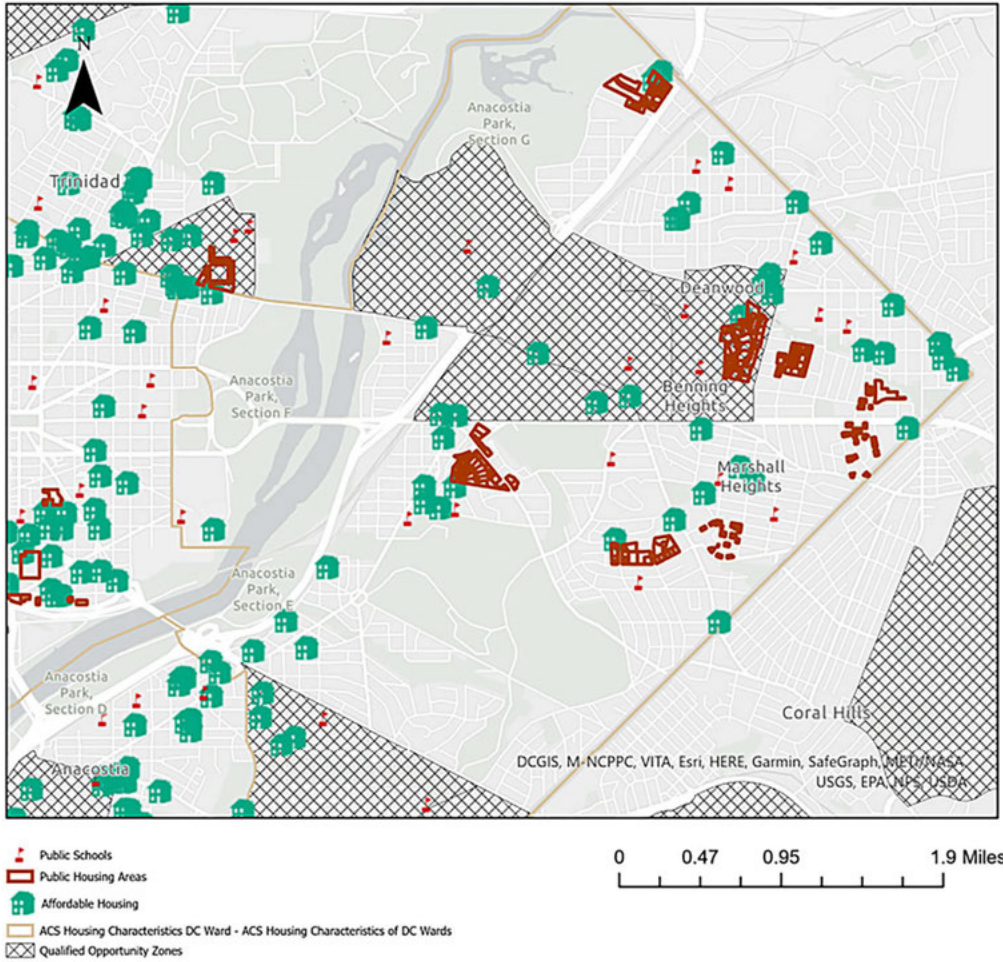 N
Anacostia
Park,
Section G
Trinidad
Deanwood
Anacostia
Park,
Section F
Benning
Heights
Marshall
Heights
Anacostia
Park,
Section E
Anacostia
Park,
Section D
Coral Hills
Anacostia
DCGIS, M-NCPPC, VITA, Esri, HERE, Garmin, SafeGraph, METI/NASA,
USGS, EPA, NPS, USDA
Public Schools
Public Housing Areas
Affordable Housing
ACS Housing Characteristics DC Ward - ACS Housing Characteristics of DC Wards
Qualified Opportunity Zones
0 0.47 0.95 1.9 Miles